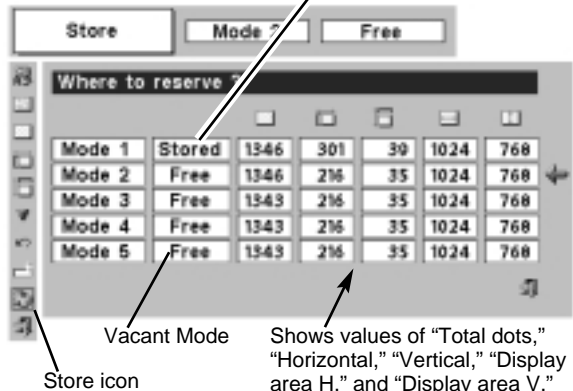 Store Mode 2 Free
Where to reserve ?
Mode 1 Stored 1346 301 39 1024 768
Mode 2 Free 1346 216 35 1024 768
Mode 3 Free 1343 216 35 1024 768
Mode 4 Free 1343 216 35 1024 768
Mode 5 Free 1343 216 35 1024 768
Vacant Mode
Shows values of “Total dots,”
“Horizontal,” “Vertical,” “Display
area H,” and “Display area V.”
Store icon